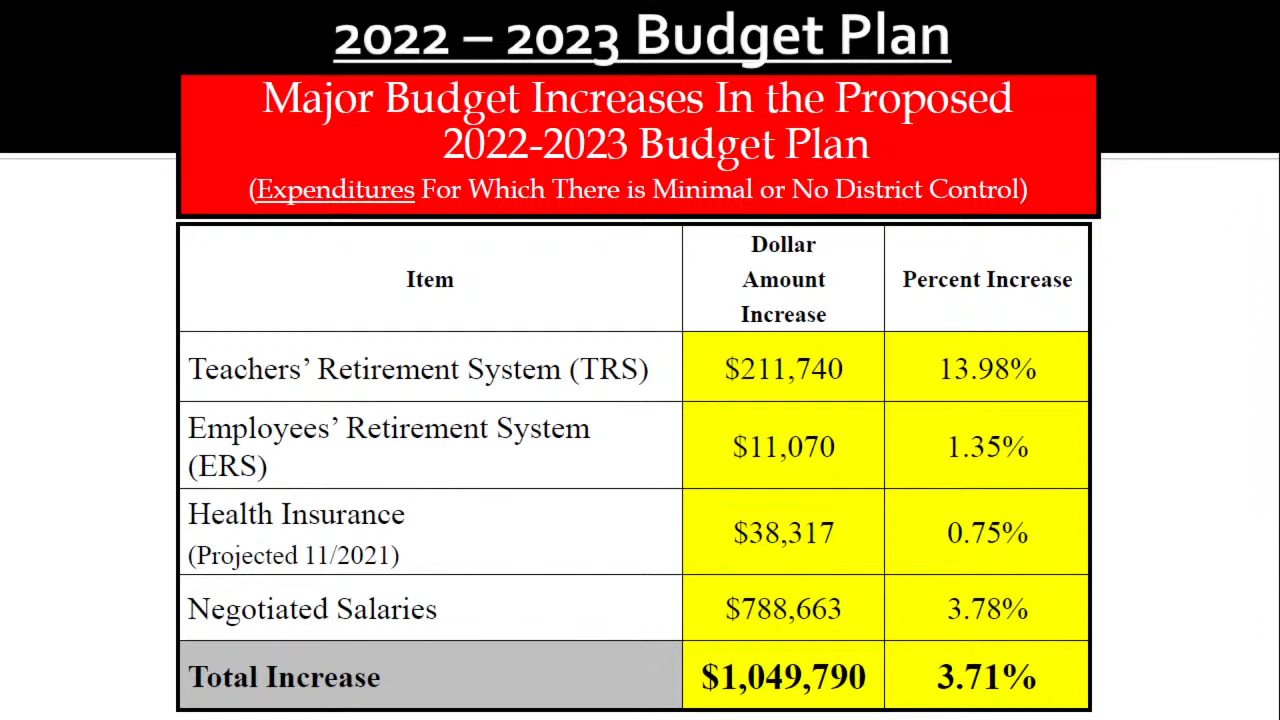 2022 – 2023 Budget Plan
Major Budget Increases In the Proposed
2022-2023 Budget Plan
(Expenditures For Which There is Minimal or No District Control)
Item
Dollar
Amount
Increase
Percent Increase
Teachers’ Retirement System (TRS)
$211,740
13.98%
Employees’ Retirement System
(ERS)
$11,070
1.35%
Health Insurance
(Projected 11/2021)
$38,317
0.75%
Negotiated Salaries
$788,663
3.78%
Total Increase
$1,049,790
3.71%